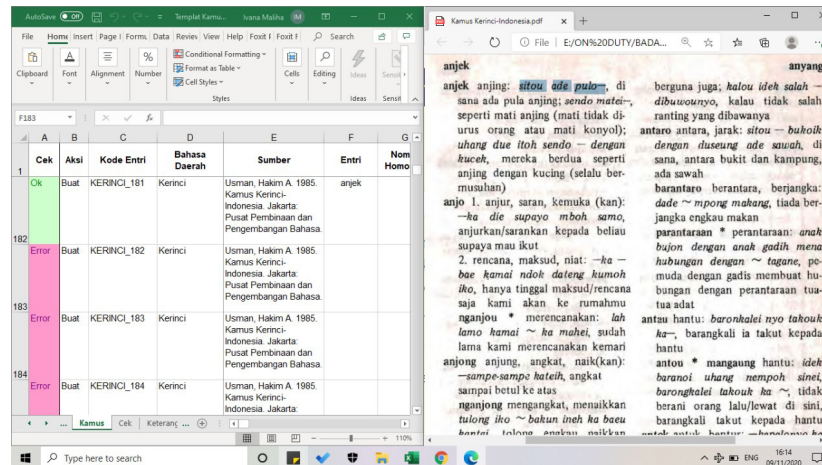 AutoSave Off Templet Kamu... Ivana Maliha IM
File Home Insert Page l Formu Data Review View Help Foxit F Foxit F Search
Clipboard
Font
Alignment
Number
Conditional Formatting
Format as Table
Cell Styles
Styles
Cells
Editing
Ideas
Ideas
F183
fx
A B C D E F G
1 Cek Aksi Kode Entri Bahasa Daerah Sumber Entri Nom Homo
182 Ok Buat KERINCI_181 Kerinci Usman, Hakim A. 1985. anjek
Kamus Kerinci-
Indonesia. Jakarta:
Pusat Pembinaan dan
Pengembangan Bahasa.
183 Error Buat KERINCI_182 Kerinci Usman, Hakim A. 1985.
Kamus Kerinci-
Indonesia. Jakarta:
Pusat Pembinaan dan
Pengembangan Bahasa.
184 Error Buat KERINCI_183 Kerinci Usman, Hakim A. 1985.
Kamus Kerinci-
Indonesia. Jakarta:
Pusat Pembinaan dan
Pengembangan Bahasa.
Error Buat KERINCI_184 Kerinci Usman, Hakim A. 1985.
Kamus Kerinci-
Indonesia. Jakarta:
... Kamus Cek Keterang ...
110%
Kamus Kerinci-Indonesia.pdf
File E:/ON%20DUTY/BADA...
anjek
anjek anjing: sitou ade pulo—, di
sana ada pula anjing; sendo matei—,
seperti mati anjing (mati tidak di-
urus orang atau mati konyol);
uhang due itoh sendo — dengan
kucek, mereka berdua seperti
anjing dengan kucing (selalu ber-
musuhan)
anjo 1. anjur, saran, kemuka (kan):
—ka die supayo mboh samo,
anjurkan/sarankan kepada beliau
supaya mau ikut
2. rencana, maksud, niat: —ka —
bae kamai ndok dateng kumoh
iko, hanya tinggal maksud/rencana
saja kami akan ke rumahmu
nganjou * merencanakan: lah
lamo kamai ~ ka mahei, sudah
lama kami merencanakan kemari
anjong anjung, angkat, naik(kan):
—sampe-sampe kateih, angkat
sampai betul ke atas
nganjong mengangkat, menaikkan
tulong iko ~ bakun ineh ka baeu
hantai, tolong engkau naikkan
anyang
berguna juga; kalou idek salah —
dibuwounyo, kalau tidak salah
ranting yang dibawanya
antaro antara, jarak: sitou — bukoik
dengan duseung ade sawah, di
sana, antara bukit dan kampung,
ada sawah
barantaro berantara, berjangka:
dade ~ mpong makang, tiada ber-
jangka engkau makan
parantaraan * perantaraan: anak
bujon dengan anak gadih mena
hubungan dengan ~ tagane, pe-
muda dengan gadis membuat hu-
bungan dengan perantaraan tua-
tua adat
antau hantu: baronkalei nyo takouk
ka—, barangkali ia takut kepada
hantu
antou * mangaung hantu: idek
baranoi uhang nempoh sinei,
barongkalei takouk ka ~, tidak
berani orang lalu/lewat di sini,
barangkali takut kepada hantu
Type here to search
ENG
16:14
09/11/2020